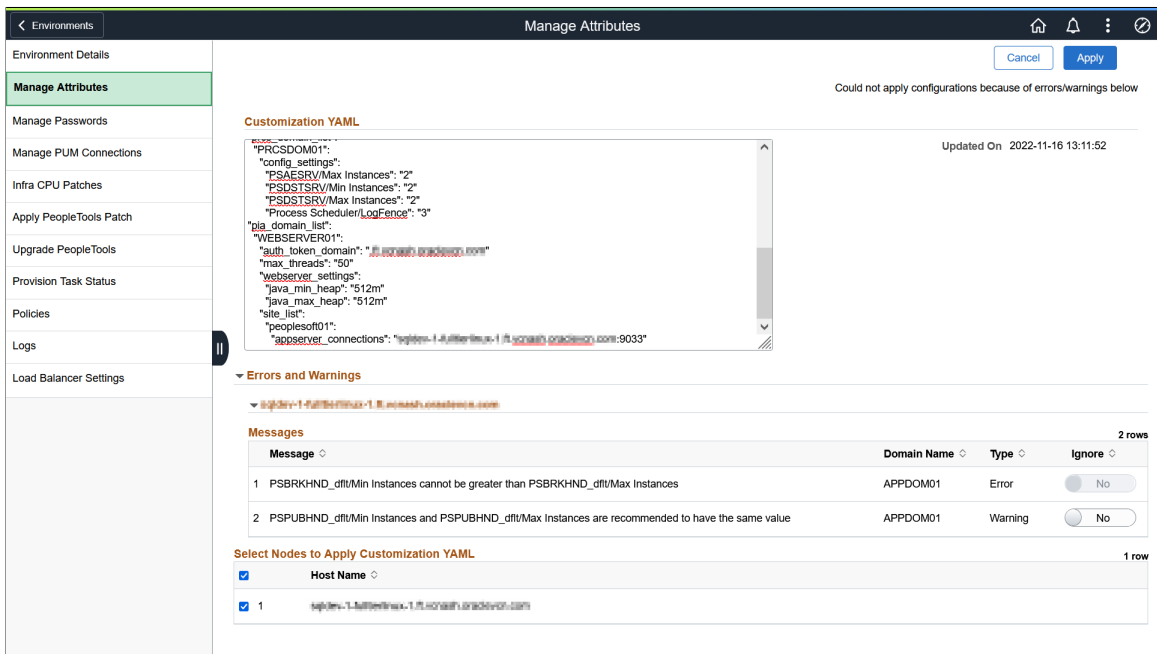 Environments
Manage Attributes
Environment Details
Manage Attributes
Manage Passwords
Manage PUM Connections
Infra CPU Patches
Apply PeopleTools Patch
Upgrade PeopleTools
Provision Task Status
Policies
Logs
Load Balancer Settings
Cancel
Apply
Could not apply configurations because of errors/warnings below
Customization YAML
Updated On 2022-11-16 13:11:52
"PRCSDOM01":
"config_settings":
"PSAESRV/Max Instances": "2"
"PSDSTSRV/Min Instances": "2"
"PSDSTSRV/Max Instances": "2"
"Process Scheduler/LogFence": "3"
"pia_domain_list":
"WEBSERVER01":
"auth_token_domain": "
"max_threads": "50"
"webserver_settings":
"java_min_heap": "512m"
"java_max_heap": "512m"
"site_list":
"peoplesoft01":
"appserver_connections": ":9033"
Errors and Warnings
Messages
2 rows
Message Domain Name Type Ignore
1 PSBRKHND_dflt/Min Instances cannot be greater than PSBRKHND_dflt/Max Instances APPDOM01 Error No
2 PSPUBHND_dflt/Min Instances and PSPUBHND_dflt/Max Instances are recommended to have the same value APPDOM01 Warning No
Select Nodes to Apply Customization YAML
1 row
Host Name
1